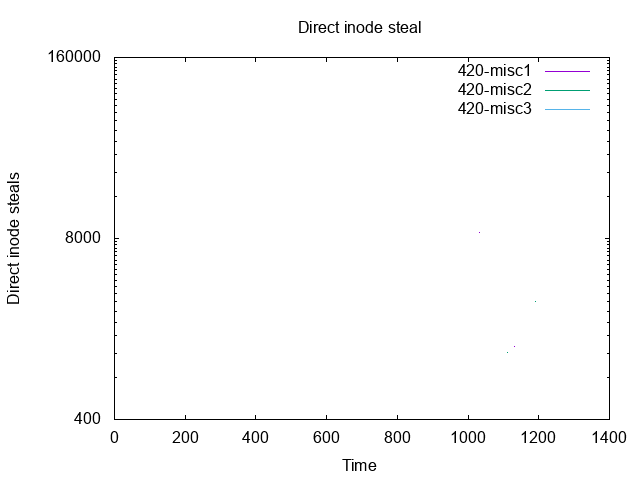 Direct inode steal
160000
420-misc1
420-misc2
420-misc3
Direct inode steals
8000
400
0 200 400 600 800 1000 1200 1400
Time